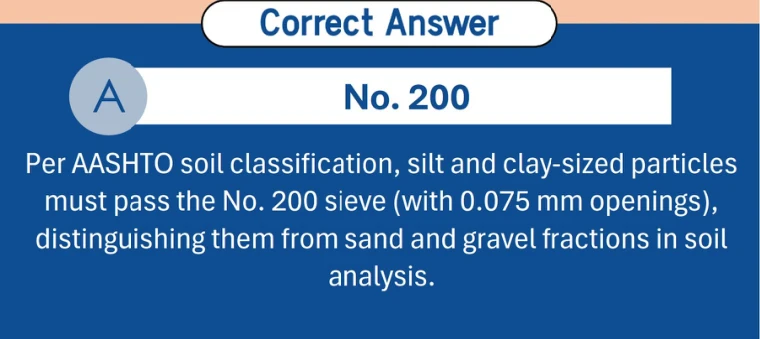 Correct Answer
A
No. 200
Per AASHTO soil classification, silt and clay-sized particles
must pass the No. 200 sieve (with 0.075 mm openings),
distinguishing them from sand and gravel fractions in soil
analysis.